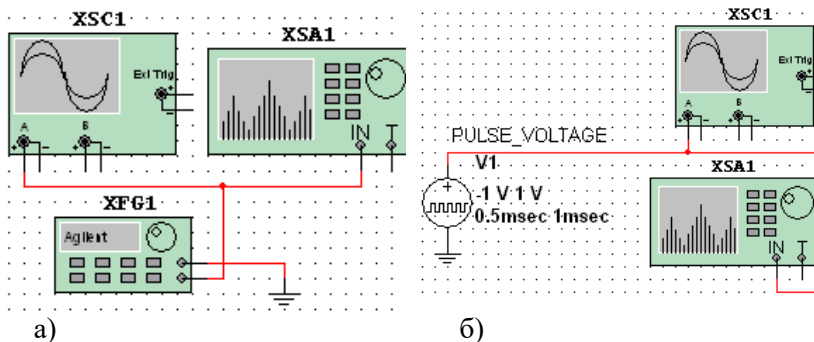 XSC1
XSA1
Ext Trig
A
B
IN
T
XFG1
Agilent
а)
XSC1
Ext Trig
A
B
PULSE_VOLTAGE
V1
-1 V 1 V
0.5msec 1msec
XSA1
IN
T
б)